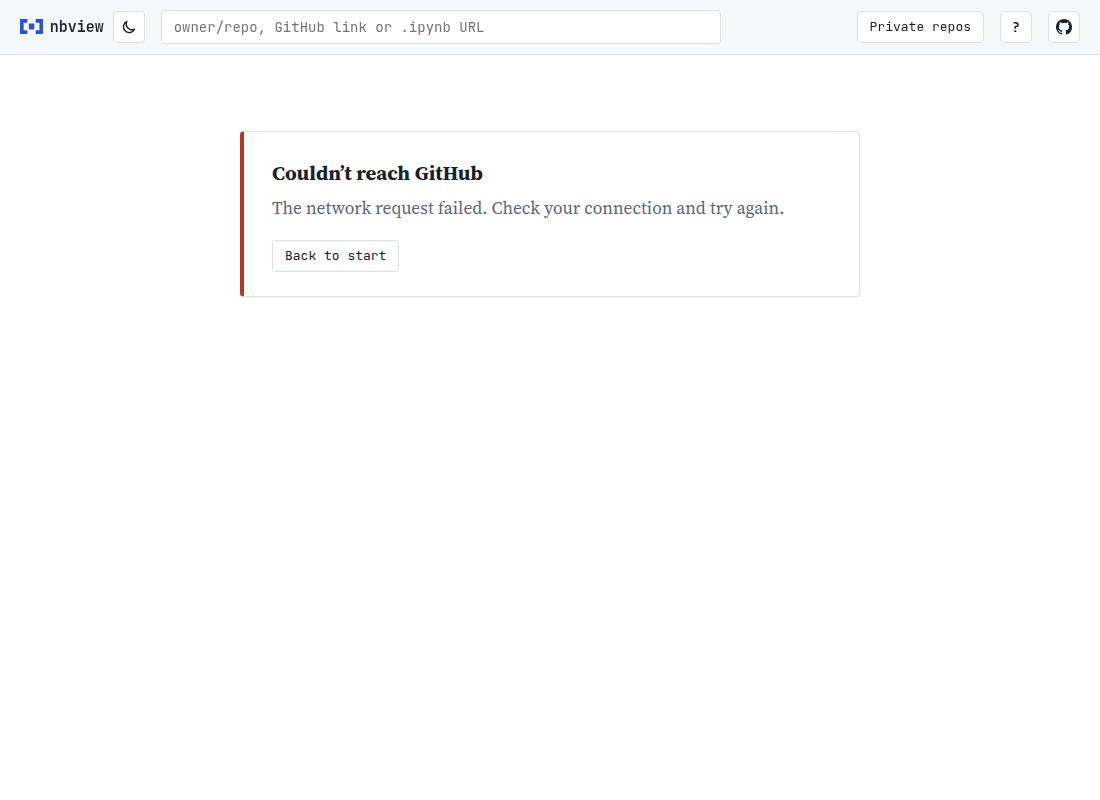 nbview
owner/repo, GitHub link or .ipynb URL
Private repos
?
Couldn’t reach GitHub
The network request failed. Check your connection and try again.
Back to start